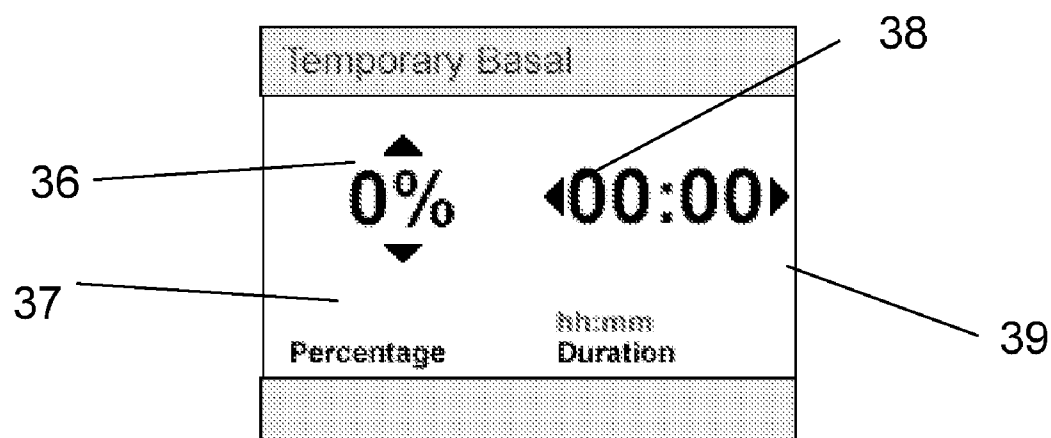 Temporary Basal
38
36
0%
00:00
37
hh:mm
39
Percentage
Duration